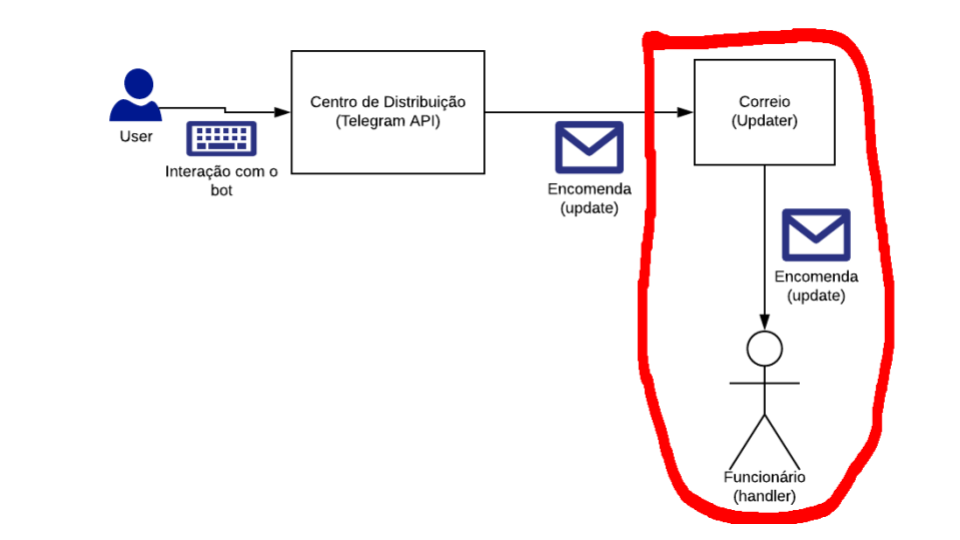 User
Interação com o
bot
Centro de Distribuição
(Telegram API)
Encomenda
(update)
Correio
(Updater)
Encomenda
(update)
Funcionário
(handler)